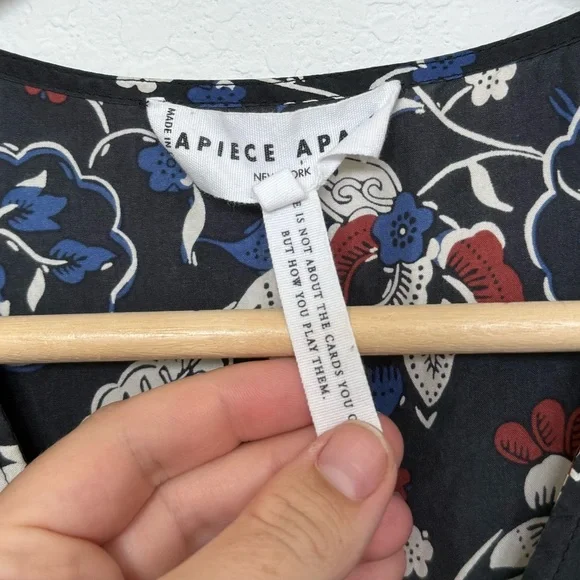 APIECE APA
NEW YORK
MADE IN
IS NOT ABOUT THE CARDS YOU
BUT HOW YOU PLAY THEM.